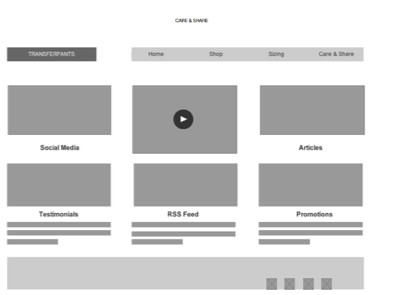 CARE & SHARE
TRANSFERPANTS
Home Shop Sizing Care & Share
Social Media
Articles
Testimonials RSS Feed Promotions